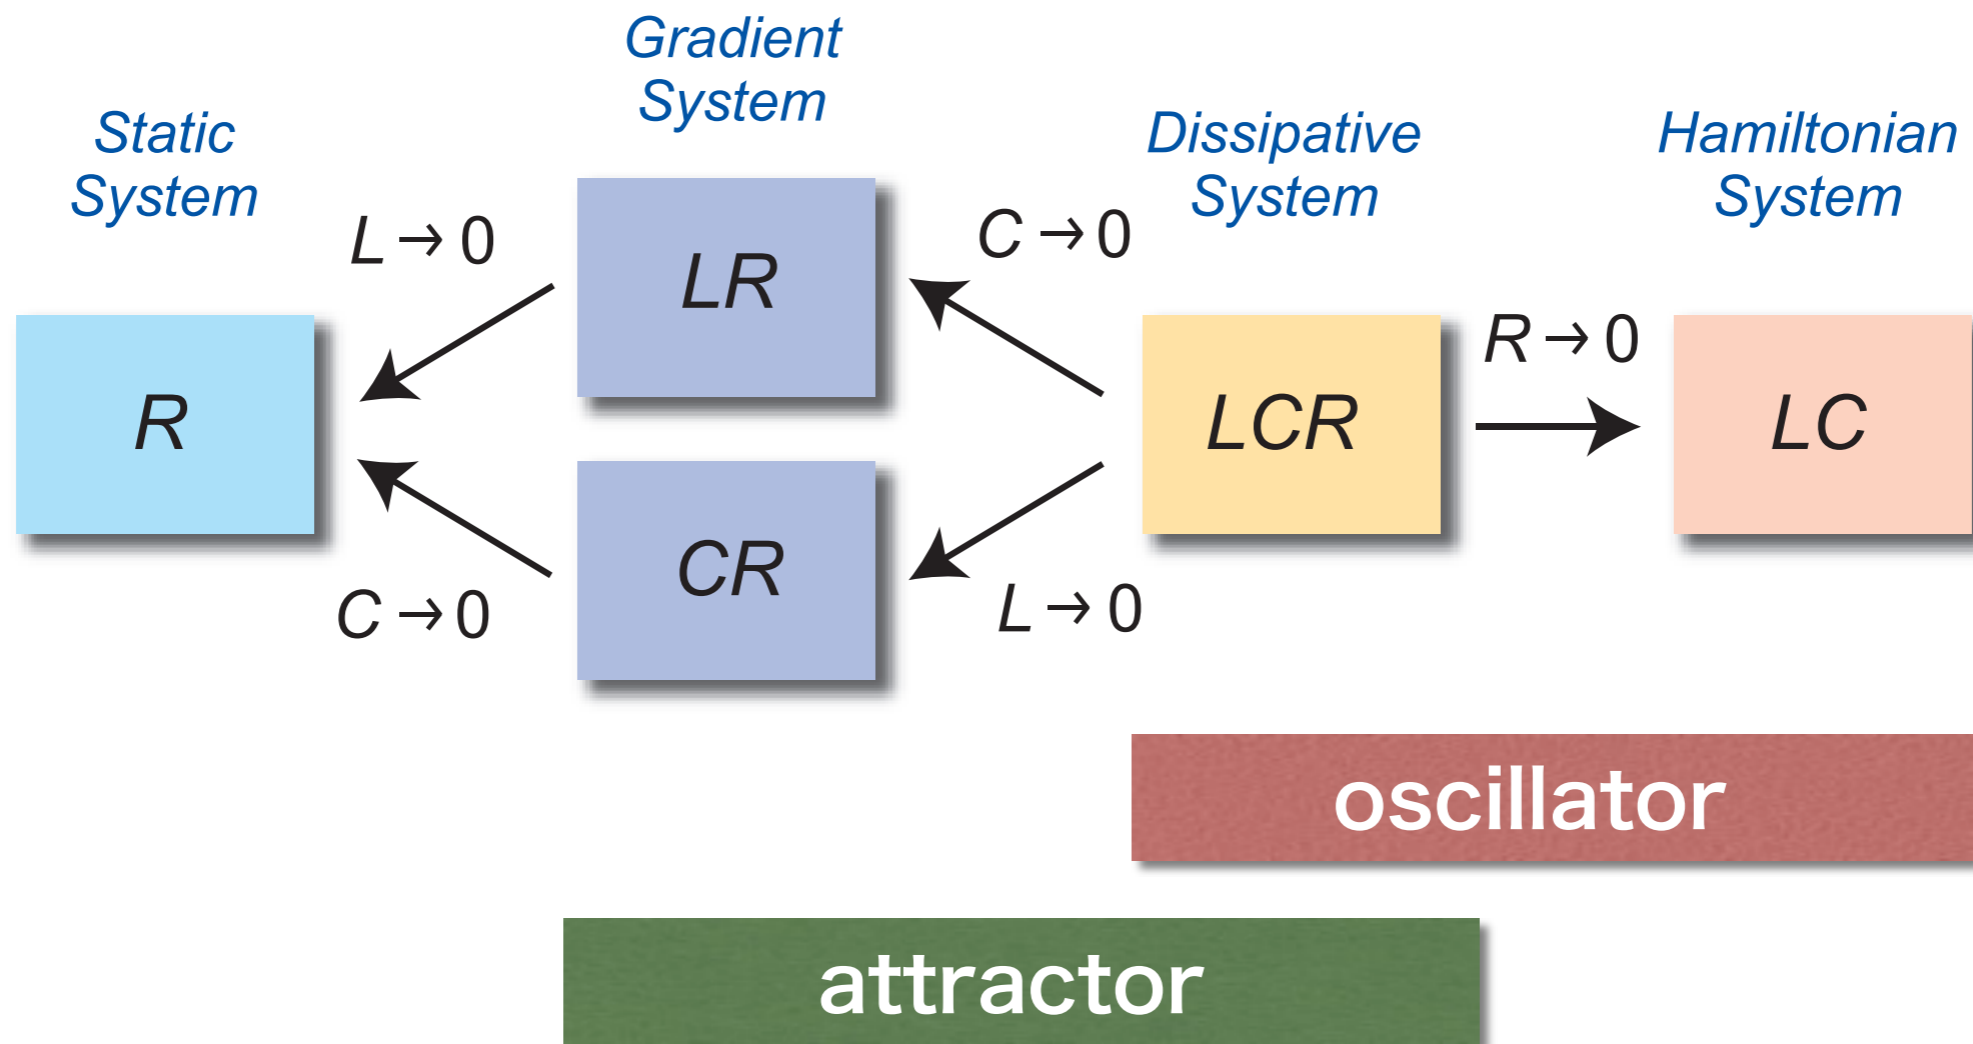 Static
System
Gradient
System
Dissipative
System
Hamiltonian
System
L → 0
C → 0
R → 0
R
LR
CR
LCR
LC
C → 0
L → 0
oscillator
attractor